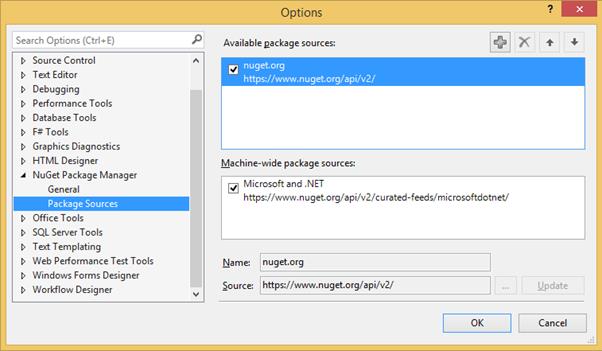 Options
?
Search Options (Ctrl+E)
Source Control
Text Editor
Debugging
Performance Tools
Database Tools
F# Tools
Graphics Diagnostics
HTML Designer
NuGet Package Manager
General
Package Sources
Office Tools
SQL Server Tools
Text Templating
Web Performance Test Tools
Windows Forms Designer
Workflow Designer
Available package sources:
nuget.org
https://www.nuget.org/api/v2/
Machine-wide package sources:
Microsoft and .NET
https://www.nuget.org/api/v2/curated-feeds/microsoftdotnet/
Name: nuget.org
Source: https://www.nuget.org/api/v2/ ... Update
OK Cancel